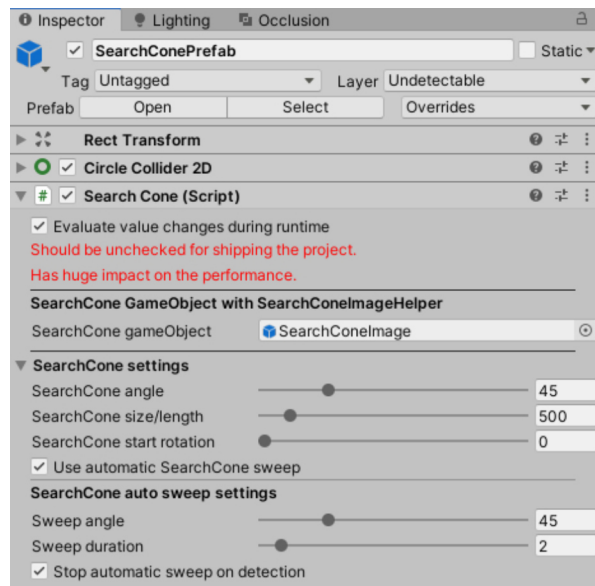 Inspector Lighting Occlusion
SearchConePrefab Static
Tag Untagged Layer Undetectable
Prefab Open Select Overrides
Rect Transform
Circle Collider 2D
# Search Cone (Script)
Evaluate value changes during runtime
Should be unchecked for shipping the project.
Has huge impact on the performance.
SearchCone GameObject with SearchConeImageHelper
SearchCone gameObject SearchConeImage
SearchCone settings
SearchCone angle 45
SearchCone size/length 500
SearchCone start rotation 0
Use automatic SearchCone sweep
SearchCone auto sweep settings
Sweep angle 45
Sweep duration 2
Stop automatic sweep on detection